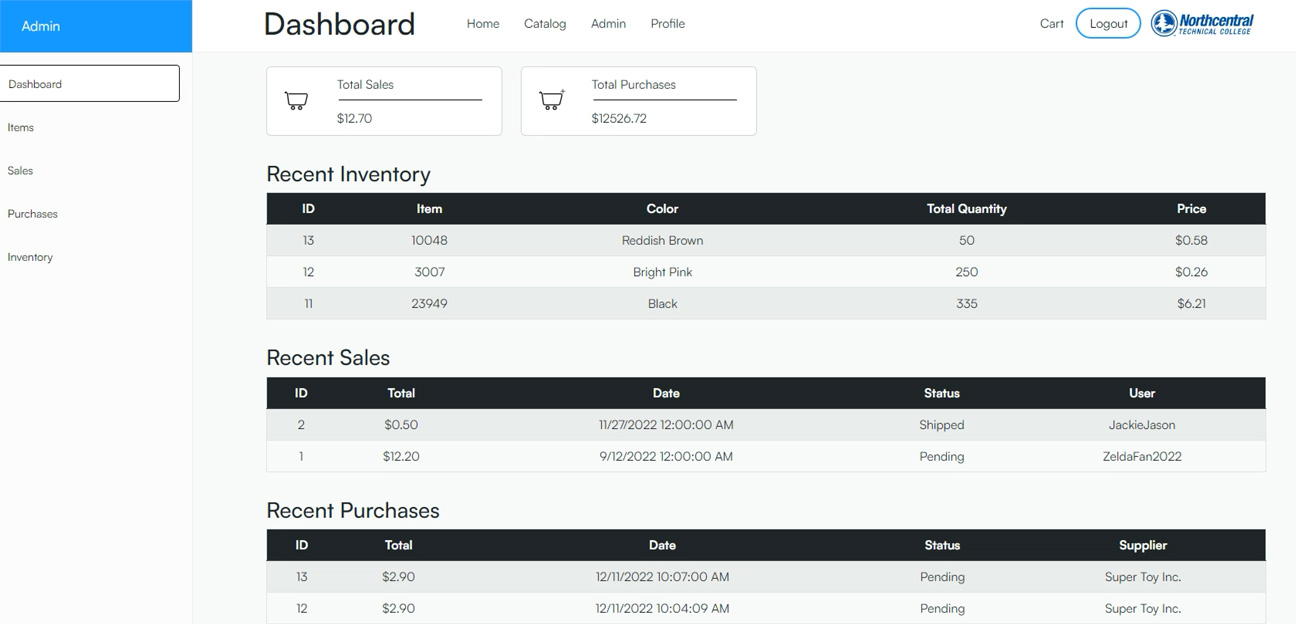 Admin
Dashboard Home Catalog Admin Profile Cart Logout Northcentral
TECHNICAL COLLEGE
Dashboard
Items
Sales
Purchases
Inventory
Total Sales
$12.70
Total Purchases
$12526.72
Recent Inventory
ID Item Color Total Quantity Price
13 10048 Reddish Brown 50 $0.58
12 3007 Bright Pink 250 $0.26
11 23949 Black 335 $6.21
Recent Sales
ID Total Date Status User
2 $0.50 11/27/2022 12:00:00 AM Shipped JackieJason
1 $12.20 9/12/2022 12:00:00 AM Pending ZeldaFan2022
Recent Purchases
ID Total Date Status Supplier
13 $2.90 12/11/2022 10:07:00 AM Pending Super Toy Inc.
12 $2.90 12/11/2022 10:04:09 AM Pending Super Toy Inc.